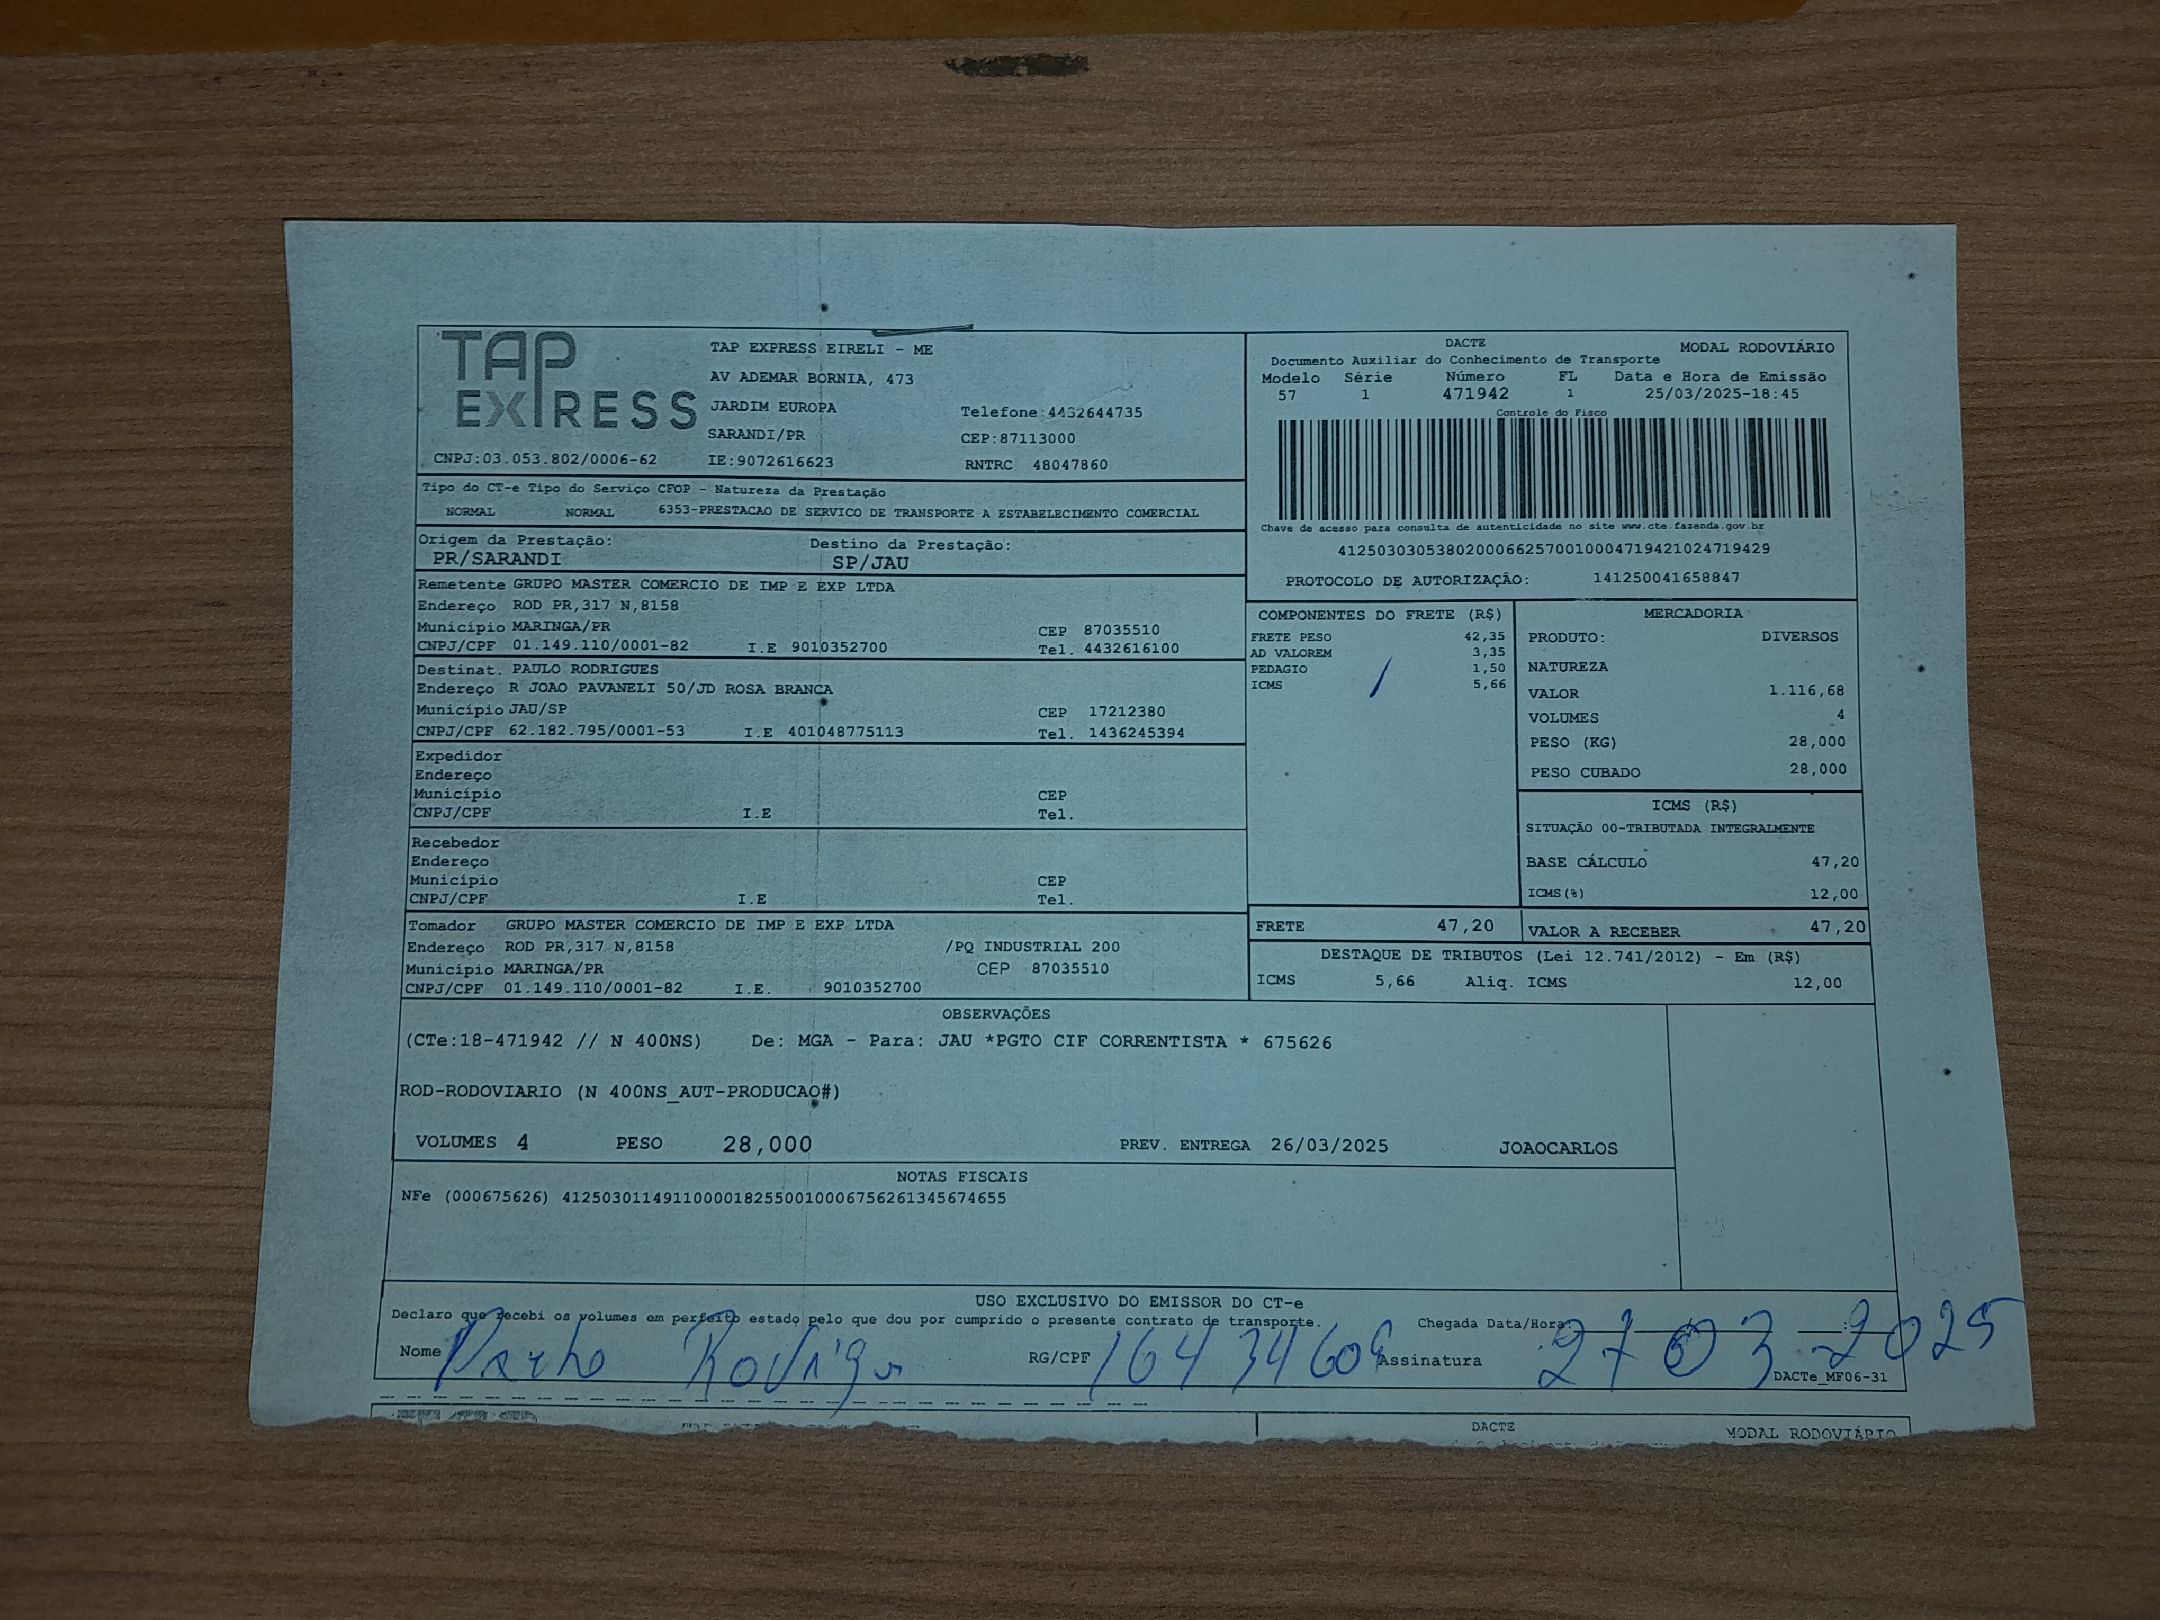 TAP EXPRESS
TAP EXPRESS EIRELI - ME
AV ADEMAR BORNIA, 473
JARDIM EUROPA
Telefone:4432644735
SARANDI/PR
CEP:87113000
CNPJ:03.053.802/0006-62
IE:9072616623
RNTRC 48047860
DACTE
MODAL RODOVIÁRIO
Documento Auxiliar do Conhecimento de Transporte
Modelo Série Número FL Data e Hora de Emissão
57 1 471942 1 25/03/2025-18:45
Controle do Fisco
Chave de acesso para consulta de autenticidade no site www.cte.fazenda.gov.br
41250303053802000662570010004719421024719429
PROTOCOLO DE AUTORIZAÇÃO: 141250041658847
Tipo do CT-e Tipo do Serviço CFOP - Natureza da Prestação
NORMAL NORMAL 6353-PRESTACAO DE SERVICO DE TRANSPORTE A ESTABELECIMENTO COMERCIAL
Origem da Prestação: Destino da Prestação:
PR/SARANDI SP/JAU
Remetente GRUPO MASTER COMERCIO DE IMP E EXP LTDA
Endereço ROD PR,317 N,8158
Município MARINGA/PR CEP 87035510
CNPJ/CPF 01.149.110/0001-82 I.E 9010352700 Tel. 4432616100
Destinat. PAULO RODRIGUES
Endereço R JOAO PAVANELI 50/JD ROSA BRANCA
Município JAU/SP CEP 17212380
CNPJ/CPF 62.182.795/0001-53 I.E 401048775113 Tel. 1436245394
Expedidor
Endereço
Município CEP
CNPJ/CPF I.E Tel.
Recebedor
Endereço
Município CEP
CNPJ/CPF I.E Tel.
Tomador GRUPO MASTER COMERCIO DE IMP E EXP LTDA
Endereço ROD PR,317 N,8158 /PQ INDUSTRIAL 200
Município MARINGA/PR CEP 87035510
CNPJ/CPF 01.149.110/0001-82 I.E. 9010352700
COMPONENTES DO FRETE (R$)
FRETE PESO 42,35
AD VALOREM 3,35
PEDAGIO 1,50
ICMS 5,66
MERCADORIA
PRODUTO: DIVERSOS
NATUREZA
VALOR 1.116,68
VOLUMES 4
PESO (KG) 28,000
PESO CUBADO 28,000
ICMS (R$)
SITUAÇÃO 00-TRIBUTADA INTEGRALMENTE
BASE CÁLCULO 47,20
ICMS(%) 12,00
FRETE 47,20 VALOR A RECEBER 47,20
DESTAQUE DE TRIBUTOS (Lei 12.741/2012) - Em (R$)
ICMS 5,66 Aliq. ICMS 12,00
OBSERVAÇÕES
(CTe:18-471942 // N 400NS) De: MGA - Para: JAU *PGTO CIF CORRENTISTA * 675626
ROD-RODOVIARIO (N 400NS_AUT-PRODUCAO#)
VOLUMES 4 PESO 28,000 PREV. ENTREGA 26/03/2025 JOAOCARLOS
NOTAS FISCAIS
NFe (000675626) 41250301149110000182550010006756261345674655
USO EXCLUSIVO DO EMISSOR DO CT-e
Declaro que recebi os volumes em perfeito estado pelo que dou por cumprido o presente contrato de transporte. Chegada Data/Hora:
Nome RG/CPF 16434608 Assinatura 27 03 2025
DACTe_MF06-31
DACTE
MODAL RODOVIÁRIO